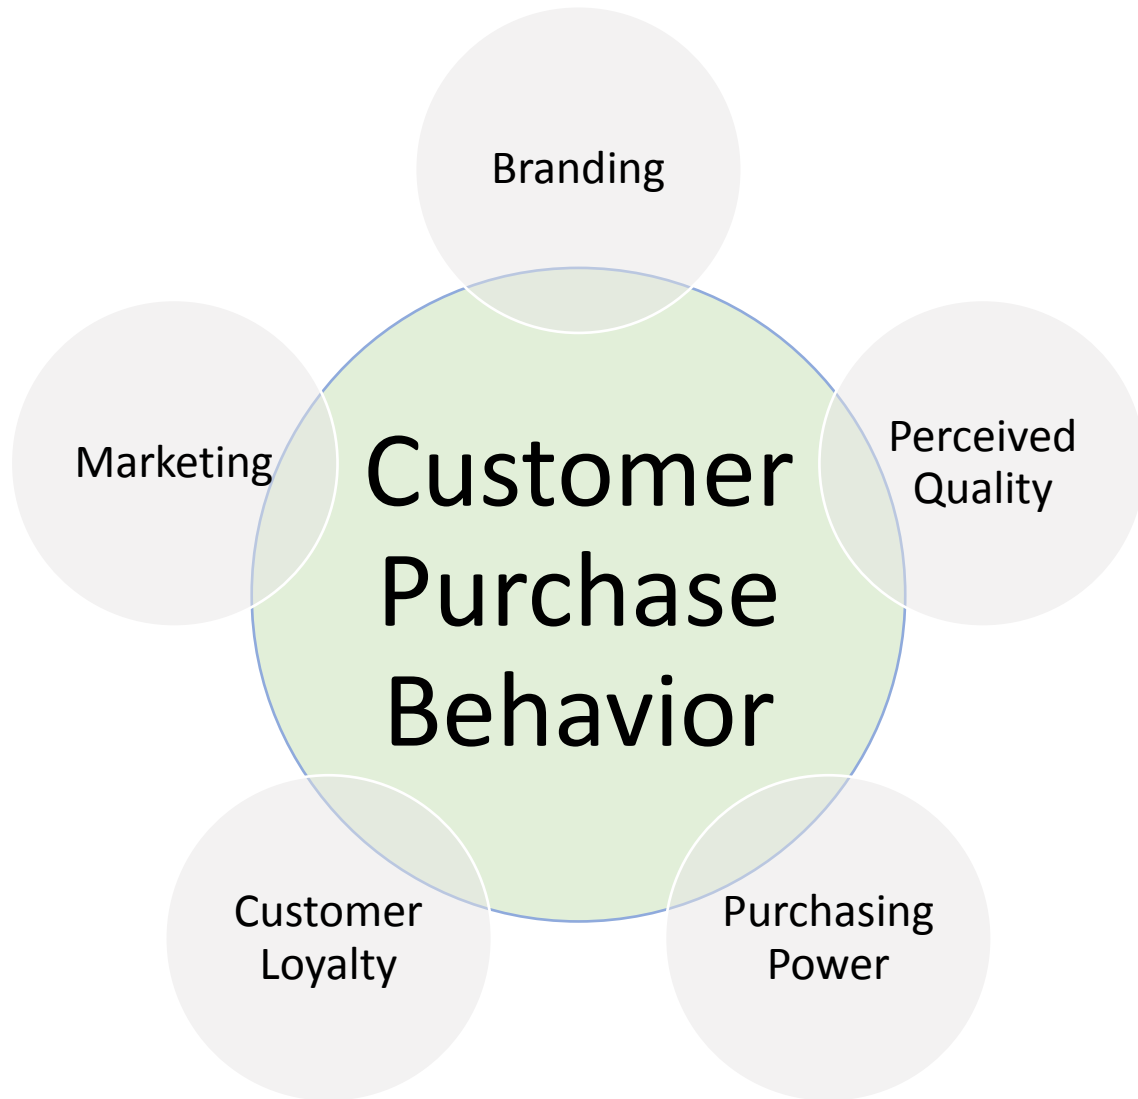 Branding
Marketing
Perceived
Quality
Customer
Purchase
Behavior
Customer
Loyalty
Purchasing
Power